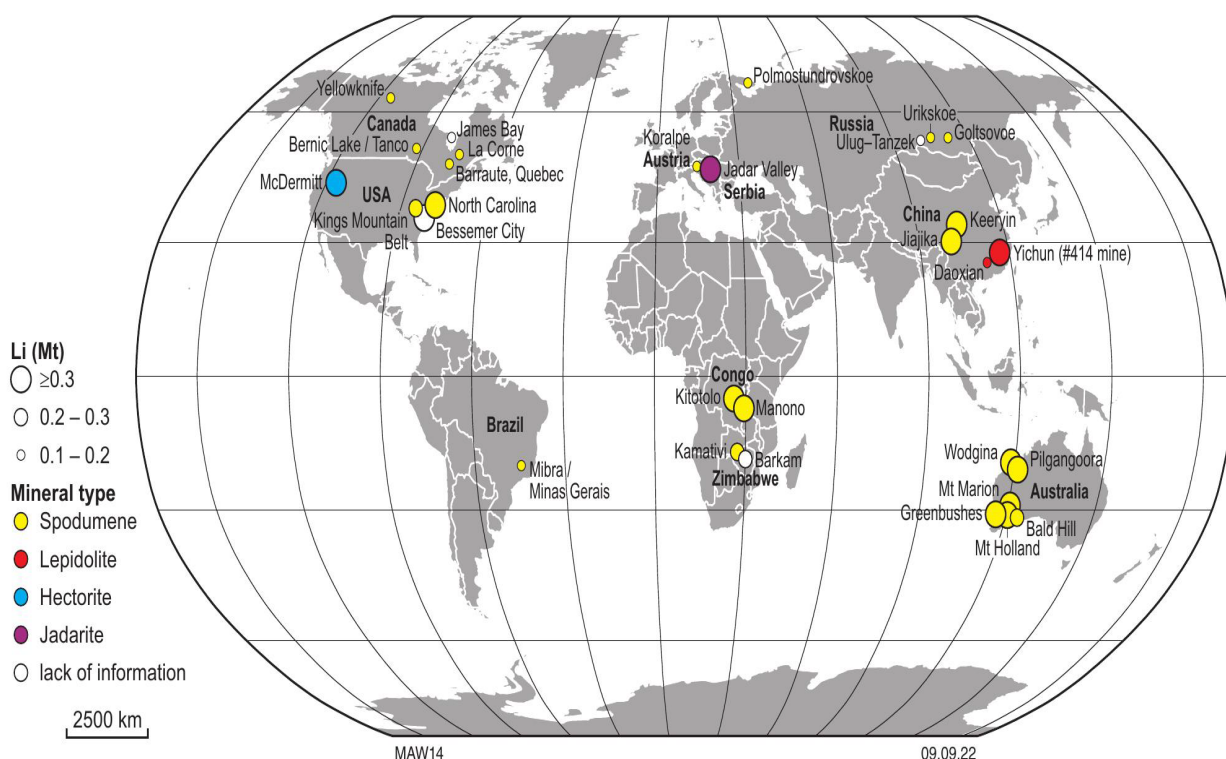 Polmostundrovskoe
Yellowknife
Urikskoe
Canada
James Bay
Koralpe
Russia
Goltsovoe
Ulug–Tanzek
Bernic Lake / Tanco
La Corne
Austria
Barraute, Quebec
Jadar Valley
McDermitt
Serbia
USA
North Carolina
China
Keeryin
Kings Mountain
Belt
Bessemer City
Jiajika
Yichun (#414 mine)
Daoxian
Li (Mt)
≥0.3
0.2 – 0.3
0.1 – 0.2
Congo
Kitotolo
Manono
Brazil
Kamativi
Barkam
Zimbabwe
Mibra /
Minas Gerais
Wodgina
Pilgangoora
Mt Marion
Australia
Greenbushes
Bald Hill
Mt Holland
Mineral type
Spodumene
Lepidolite
Hectorite
Jadarite
lack of information
2500 km
MAW14
09.09.22